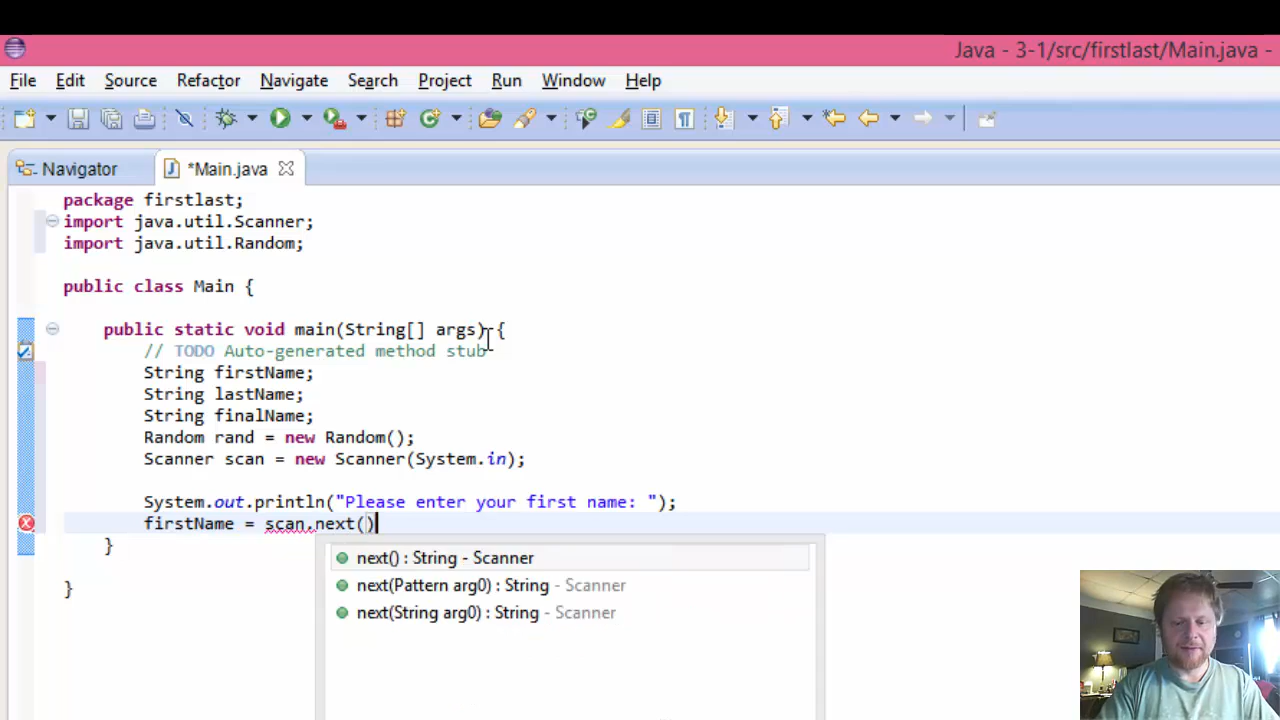 Java - 3-1/src/firstlast/Main.java -
File Edit Source Refactor Navigate Search Project Run Window Help
Navigator *Main.java
package firstlast;
import java.util.Scanner;
import java.util.Random;
public class Main {
public static void main(String[] args) {
// TODO Auto-generated method stub
String firstName;
String lastName;
String finalName;
Random rand = new Random();
Scanner scan = new Scanner(System.in);
System.out.println("Please enter your first name: ");
firstName = scan.next()
}
next() : String - Scanner
next(Pattern arg0) : String - Scanner
}
next(String arg0) : String - Scanner